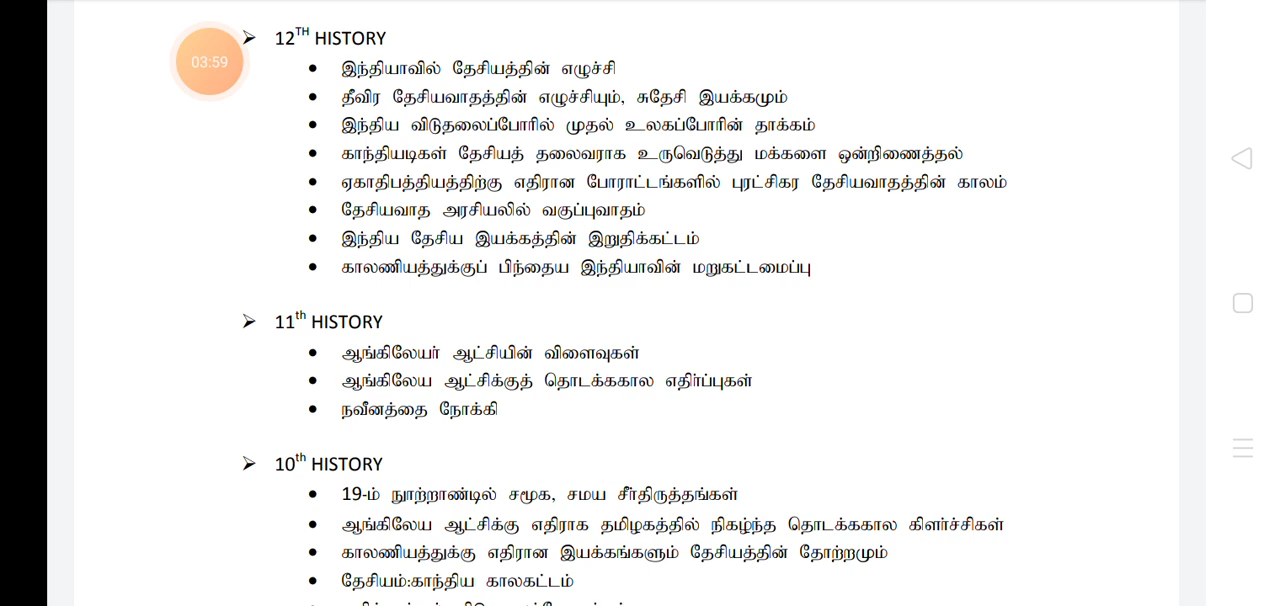 12TH HISTORY
03:59
இந்தியாவில் தேசியத்தின் எழுச்சி
தீவிர தேசியவாதத்தின் எழுச்சியும், சுதேசி இயக்கமும்
இந்திய விடுதலைப்போரில் முதல் உலகப்போரின் தாக்கம்
காந்தியடிகள் தேசியத் தலைவராக உருவெடுத்து மக்களை ஒன்றிணைத்தல்
ஏகாதிபத்தியத்திற்கு எதிரான போராட்டங்களில் புரட்சிகர தேசியவாதத்தின் காலம்
தேசியவாத அரசியலில் வகுப்புவாதம்
இந்திய தேசிய இயக்கத்தின் இறுதிக்கட்டம்
காலணியத்துக்குப் பிந்தைய இந்தியாவின் மறுகட்டமைப்பு
11th HISTORY
ஆங்கிலேயர் ஆட்சியின் விளைவுகள்
ஆங்கிலேய ஆட்சிக்குத் தொடக்ககால எதிர்ப்புகள்
நவீனத்தை நோக்கி
10th HISTORY
19-ம் நூற்றாண்டில் சமூக, சமய சீர்திருத்தங்கள்
ஆங்கிலேய ஆட்சிக்கு எதிராக தமிழகத்தில் நிகழ்ந்த தொடக்ககால கிளர்ச்சிகள்
காலணியத்துக்கு எதிரான இயக்கங்களும் தேசியத்தின் தோற்றமும்
தேசியம்:காந்திய காலகட்டம்